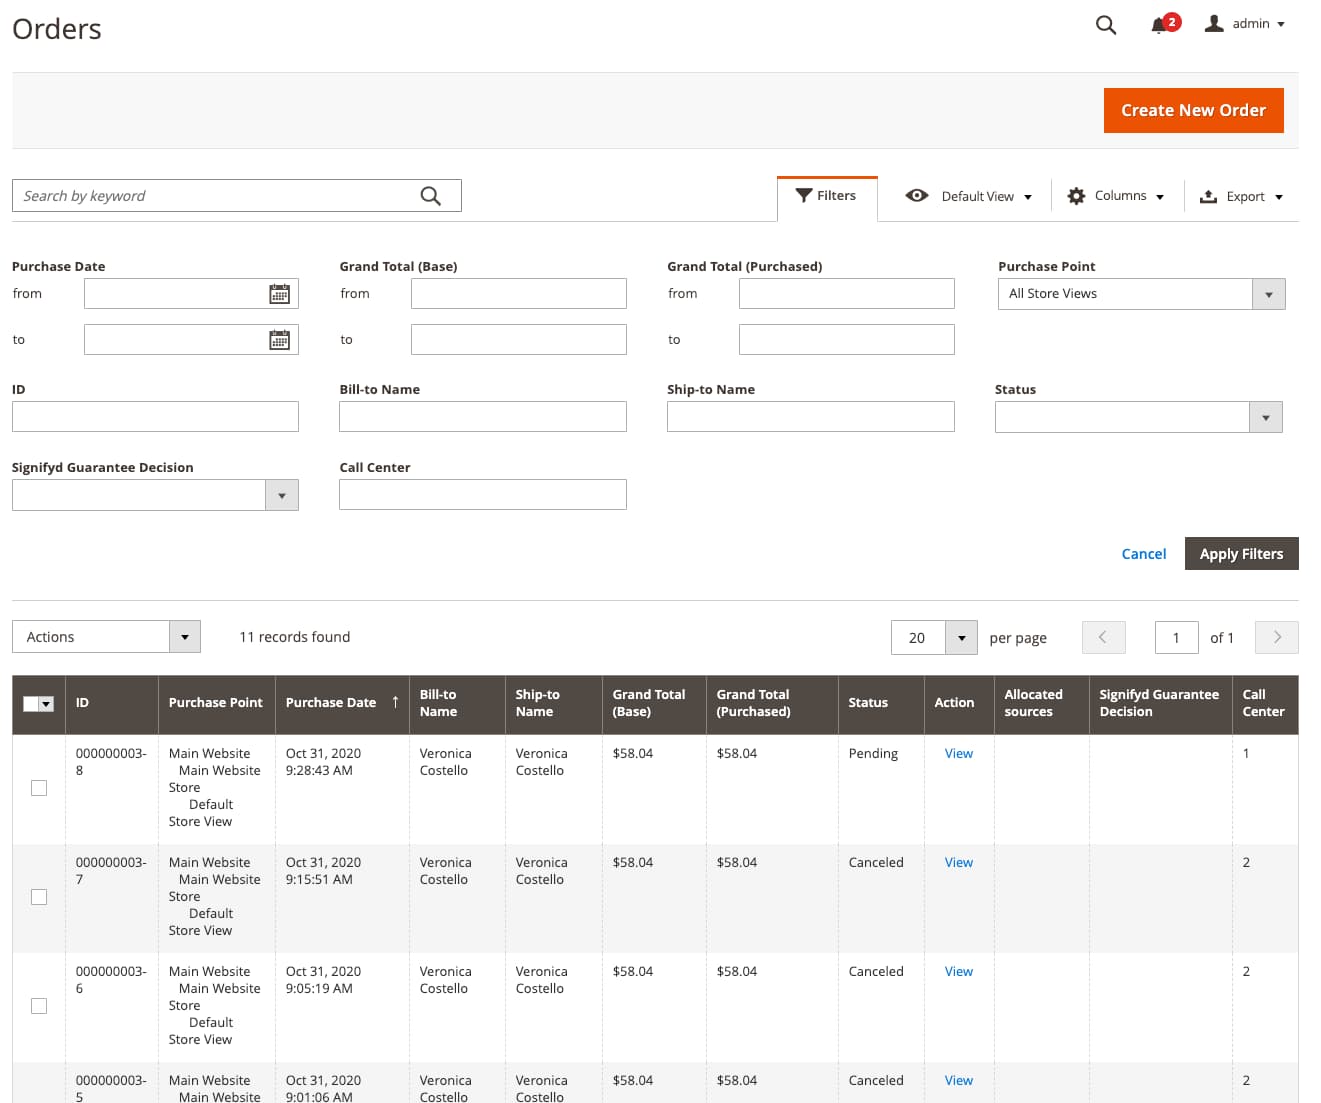 Orders
2
admin
Create New Order
Search by keyword
Filters
Default View
Columns
Export
Purchase Date
Grand Total (Base)
Grand Total (Purchased)
Purchase Point
from
from
from
All Store Views
to
to
to
ID
Bill-to Name
Ship-to Name
Status
Signifyd Guarantee Decision
Call Center
Cancel
Apply Filters
Actions
11 records found
20
per page
1
of 1
ID
Purchase Point
Purchase Date ↑
Bill-to
Name
Ship-to
Name
Grand Total
(Base)
Grand Total
(Purchased)
Status
Action
Allocated
sources
Signifyd Guarantee
Decision
Call
Center
000000003-
8
Main Website
Main Website
Store
Default
Store View
Oct 31, 2020
9:28:43 AM
Veronica
Costello
Veronica
Costello
$58.04
$58.04
Pending
View
1
000000003-
7
Main Website
Main Website
Store
Default
Store View
Oct 31, 2020
9:15:51 AM
Veronica
Costello
Veronica
Costello
$58.04
$58.04
Canceled
View
2
000000003-
6
Main Website
Main Website
Store
Default
Store View
Oct 31, 2020
9:05:19 AM
Veronica
Costello
Veronica
Costello
$58.04
$58.04
Canceled
View
2
000000003-
5
Main Website
Main Website
Oct 31, 2020
9:01:06 AM
Veronica
Costello
Veronica
Costello
$58.04
$58.04
Canceled
View
2